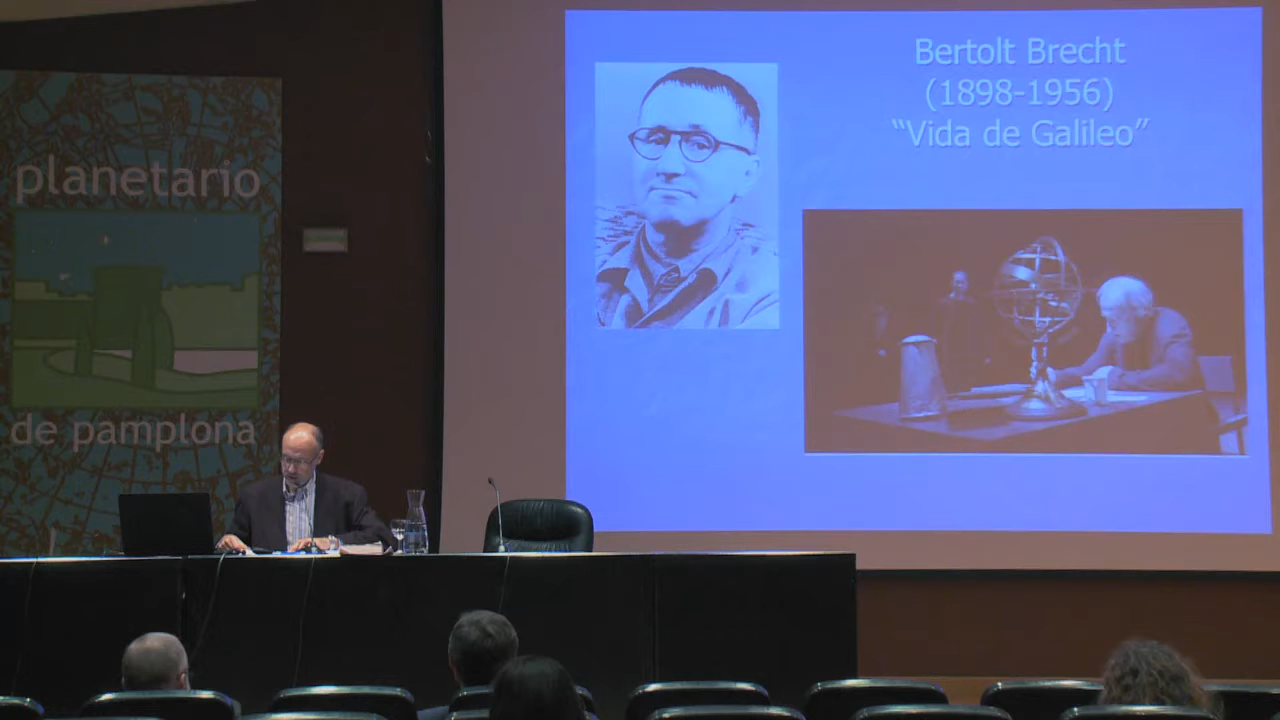 planetario
de pamplona
Bertolt Brecht
(1898-1956)
“Vida de Galileo”